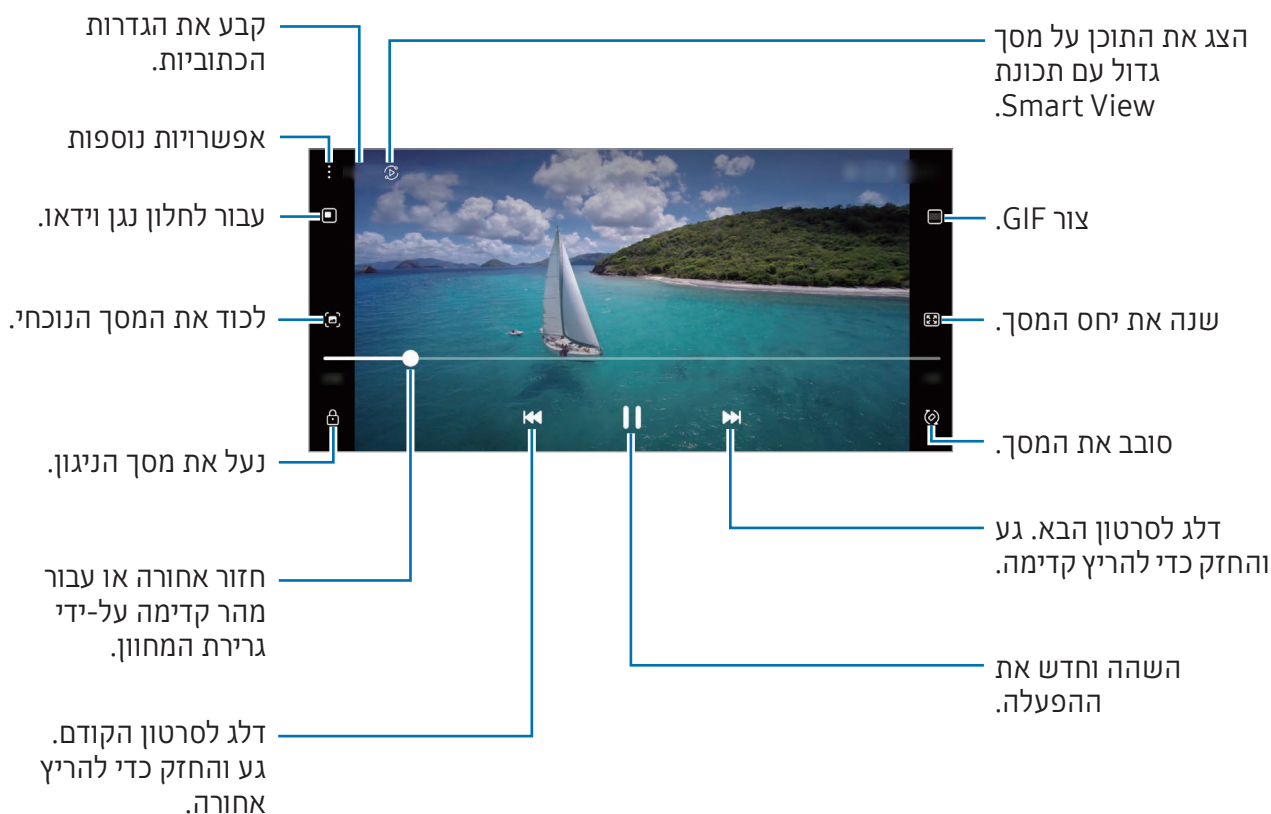 הצג את התוכן על מסך
גדול עם תכונת
Smart View.
צור GIF.
שנה את יחס המסך.
סובב את המסך.
דלג לסרטון הבא. גע
והחזק כדי להריץ קדימה.
השהה וחדש את
ההפעלה.
קבע את הגדרות
הכתוביות.
אפשרויות נוספות
עבור לחלון נגן וידאו.
לכוד את המסך הנוכחי.
נעל את מסך הניגון.
חזור אחורה או עבור
מהר קדימה על-ידי
גרירת המחוון.
דלג לסרטון הקודם.
גע והחזק כדי להריץ
אחורה.